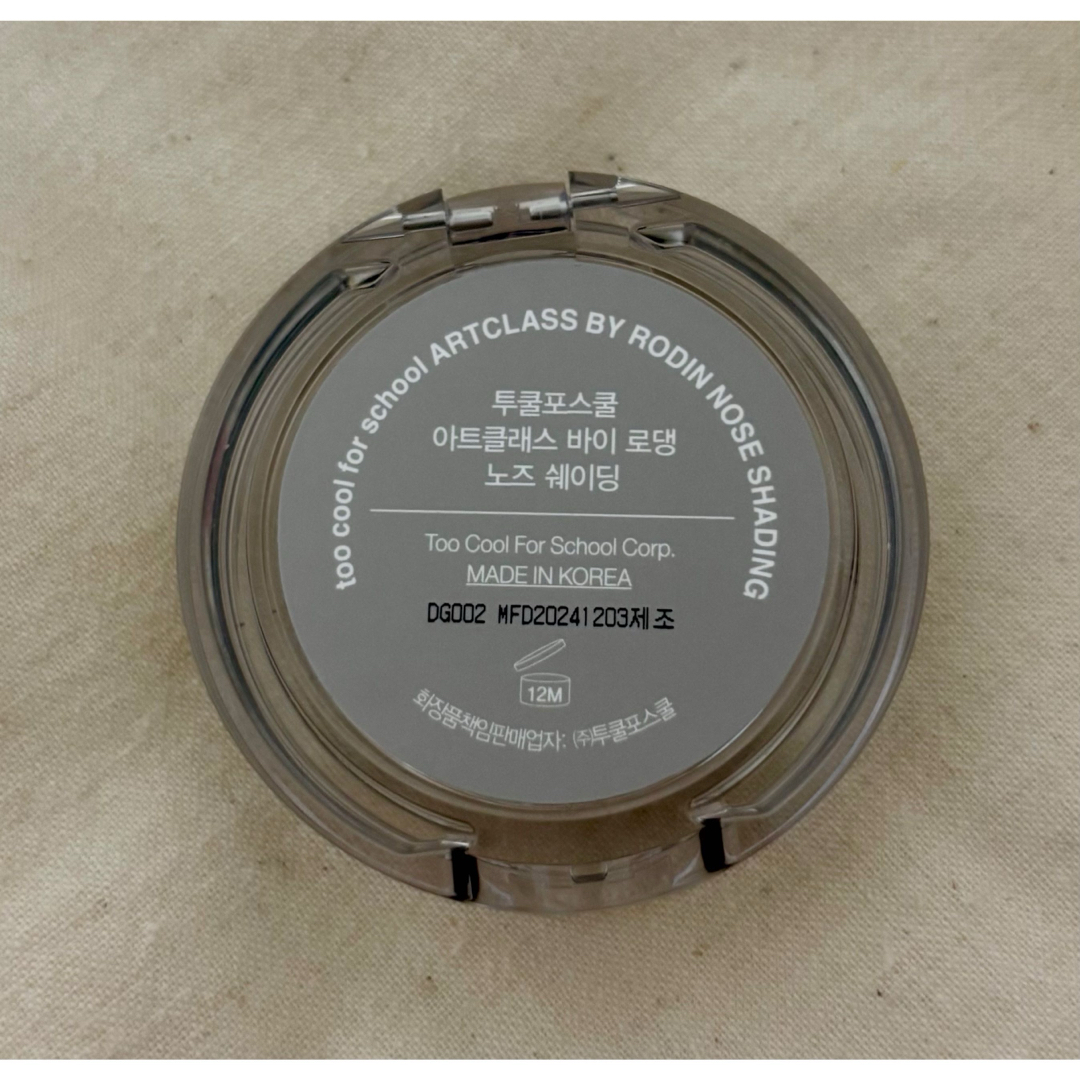 too cool for school ARTCLASS BY RODIN NOSE SHADING
투쿨포스쿨
아트클래스 바이 로댕
노즈 쉐이딩
Too Cool For School Corp.
MADE IN KOREA
DG002 MFD20241203제조
12M
화장품책임판매업자: ㈜투쿨포스쿨